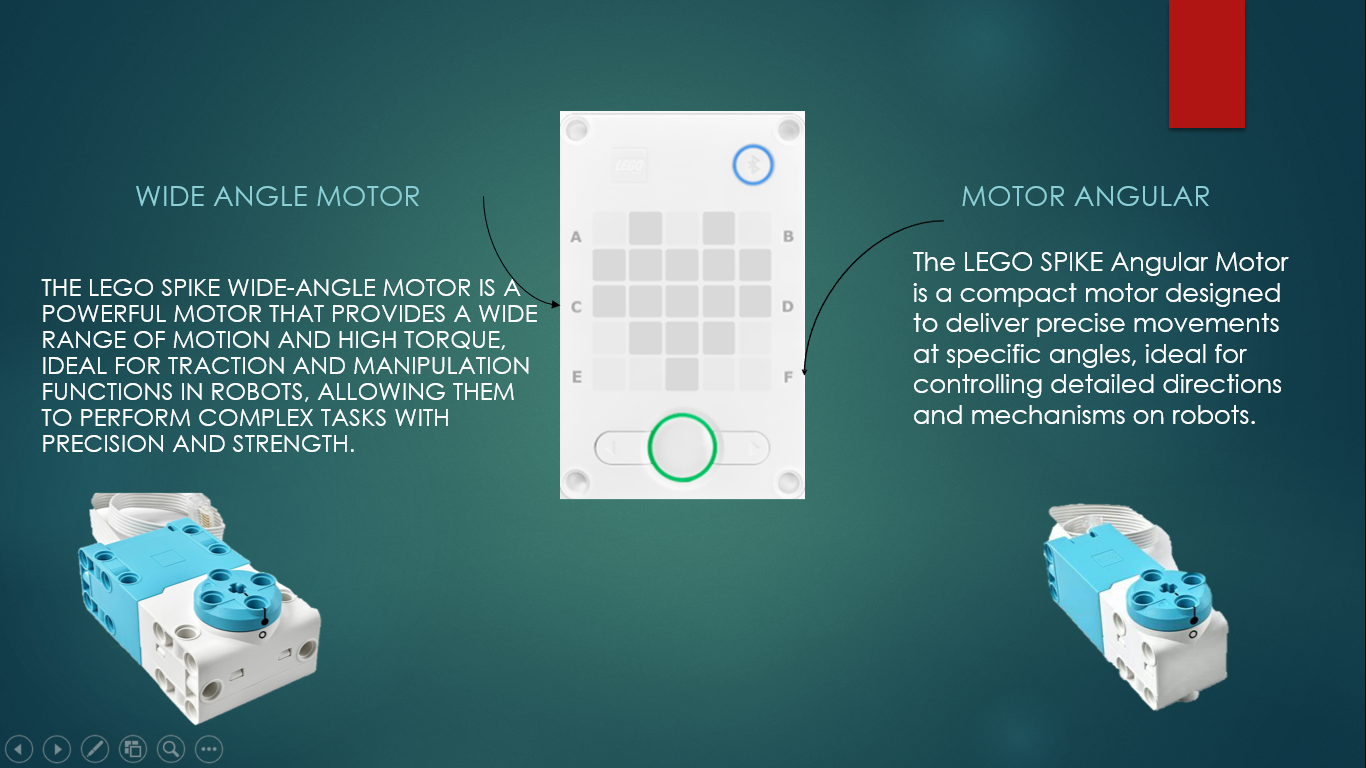 WIDE ANGLE MOTOR
THE LEGO SPIKE WIDE-ANGLE MOTOR IS A
POWERFUL MOTOR THAT PROVIDES A WIDE
RANGE OF MOTION AND HIGH TORQUE,
IDEAL FOR TRACTION AND MANIPULATION
FUNCTIONS IN ROBOTS, ALLOWING THEM
TO PERFORM COMPLEX TASKS WITH
PRECISION AND STRENGTH.
LEGO
A B
C D
E F
MOTOR ANGULAR
The LEGO SPIKE Angular Motor
is a compact motor designed
to deliver precise movements
at specific angles, ideal for
controlling detailed directions
and mechanisms on robots.